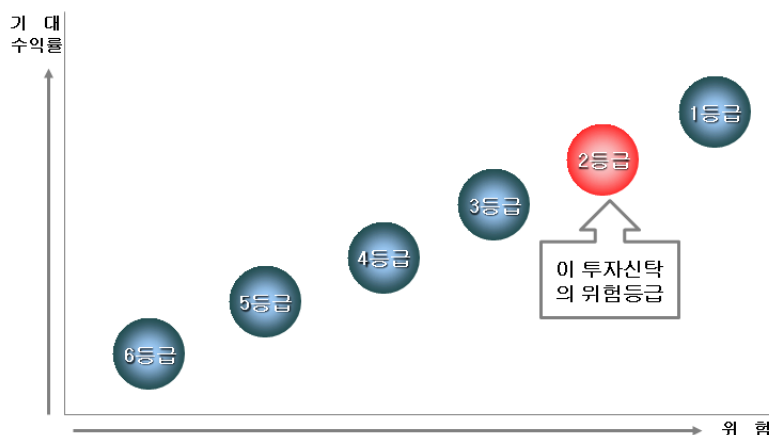 기 대
수익률
1등급
2등급
3등급
4등급
이 투자신탁
의 위험등급
5등급
6등급
위 험